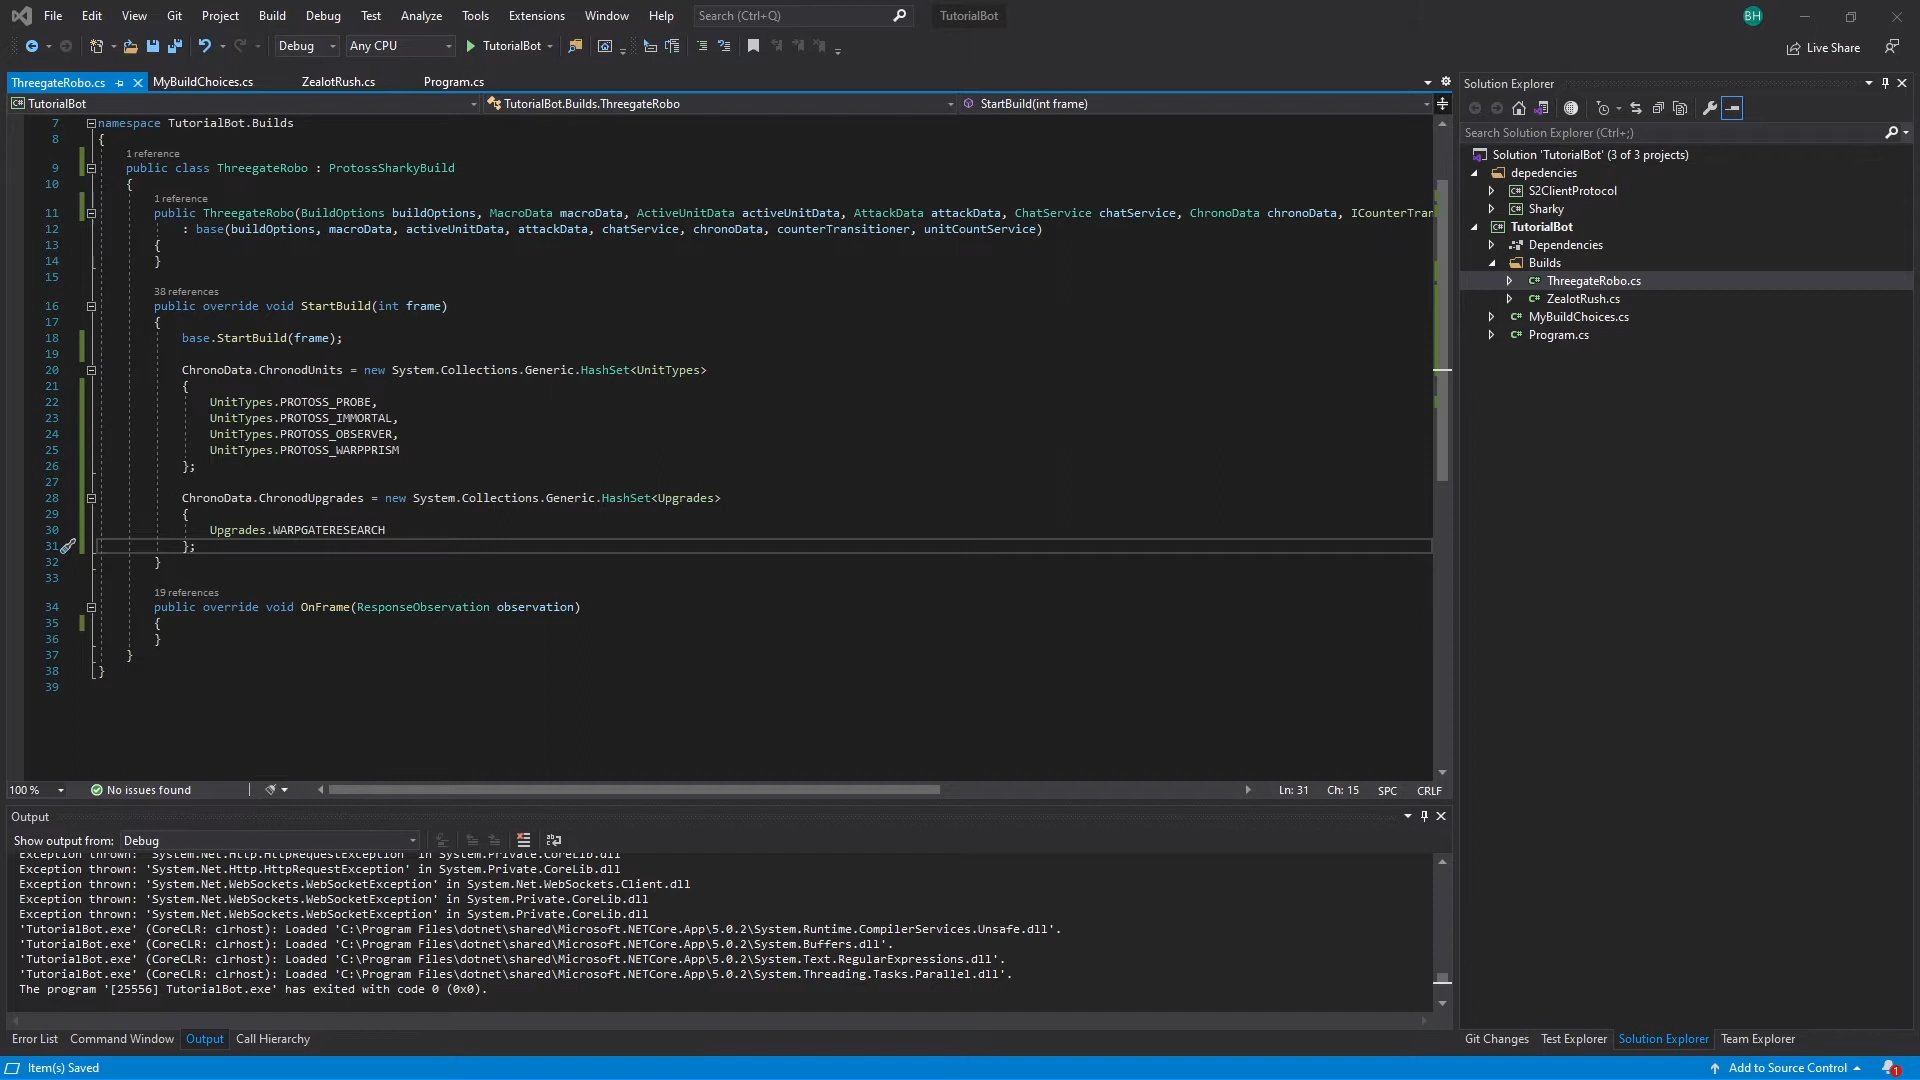 File Edit View Git Project Build Debug Test Analyze Tools Extensions Window Help Search (Ctrl+Q) TutorialBot BH
Debug Any CPU TutorialBot Live Share
ThreegateRobo.cs MyBuildChoices.cs ZealotRush.cs Program.cs
TutorialBot TutorialBot.Builds.ThreegateRobo StartBuild(int frame)
7 namespace TutorialBot.Builds
8 {
1 reference
9 public class ThreegateRobo : ProtossSharkyBuild
10 {
1 reference
11 public ThreegateRobo(BuildOptions buildOptions, MacroData macroData, ActiveUnitData activeUnitData, AttackData attackData, ChatService chatService, ChronoData chronoData, ICounterTran
12 : base(buildOptions, macroData, activeUnitData, attackData, chatService, chronoData, counterTransitioner, unitCountService)
13 {
14 }
15
38 references
16 public override void StartBuild(int frame)
17 {
18 base.StartBuild(frame);
19
20 ChronoData.ChronodUnits = new System.Collections.Generic.HashSet<UnitTypes>
21 {
22 UnitTypes.PROTOSS_PROBE,
23 UnitTypes.PROTOSS_IMMORTAL,
24 UnitTypes.PROTOSS_OBSERVER,
25 UnitTypes.PROTOSS_WARPPRISM
26 };
27
28 ChronoData.ChronodUpgrades = new System.Collections.Generic.HashSet<Upgrades>
29 {
30 Upgrades.WARPGATERESEARCH
31 };
32 }
33
19 references
34 public override void OnFrame(ResponseObservation observation)
35 {
36 }
37 }
38 }
39
100 % No issues found Ln: 31 Ch: 15 SPC CRLF
Output
Show output from: Debug
Exception thrown: 'System.Net.Http.HttpRequestException' in System.Private.CoreLib.dll
Exception thrown: 'System.Net.Http.HttpRequestException' in System.Private.CoreLib.dll
Exception thrown: 'System.Net.WebSockets.WebSocketException' in System.Net.WebSockets.Client.dll
Exception thrown: 'System.Net.WebSockets.WebSocketException' in System.Private.CoreLib.dll
Exception thrown: 'System.Net.WebSockets.WebSocketException' in System.Private.CoreLib.dll
'TutorialBot.exe' (CoreCLR: clrhost): Loaded 'C:\Program Files\dotnet\shared\Microsoft.NETCore.App\5.0.2\System.Runtime.CompilerServices.Unsafe.dll'.
'TutorialBot.exe' (CoreCLR: clrhost): Loaded 'C:\Program Files\dotnet\shared\Microsoft.NETCore.App\5.0.2\System.Buffers.dll'.
'TutorialBot.exe' (CoreCLR: clrhost): Loaded 'C:\Program Files\dotnet\shared\Microsoft.NETCore.App\5.0.2\System.Text.RegularExpressions.dll'.
'TutorialBot.exe' (CoreCLR: clrhost): Loaded 'C:\Program Files\dotnet\shared\Microsoft.NETCore.App\5.0.2\System.Threading.Tasks.Parallel.dll'.
The program '[25556] TutorialBot.exe' has exited with code 0 (0x0).
Error List Command Window Output Call Hierarchy
Solution Explorer
Search Solution Explorer (Ctrl+;)
Solution 'TutorialBot' (3 of 3 projects)
depedencies
S2ClientProtocol
Sharky
TutorialBot
Dependencies
Builds
ThreegateRobo.cs
ZealotRush.cs
MyBuildChoices.cs
Program.cs
Git Changes Test Explorer Solution Explorer Team Explorer
Item(s) Saved Add to Source Control 1